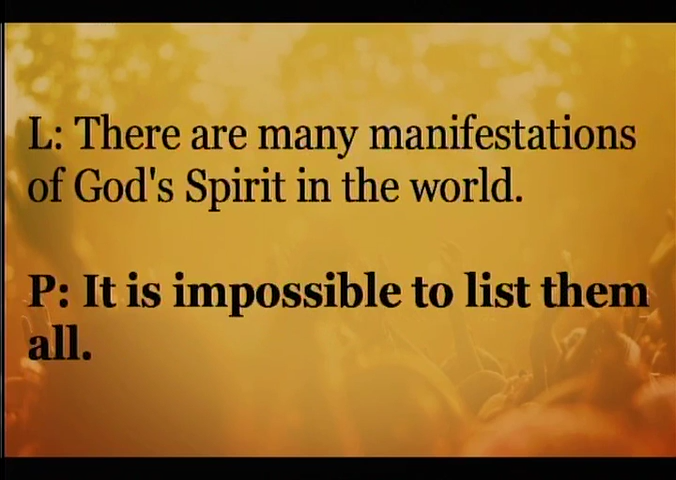 L: There are many manifestations
of God's Spirit in the world.
P: It is impossible to list them
all.